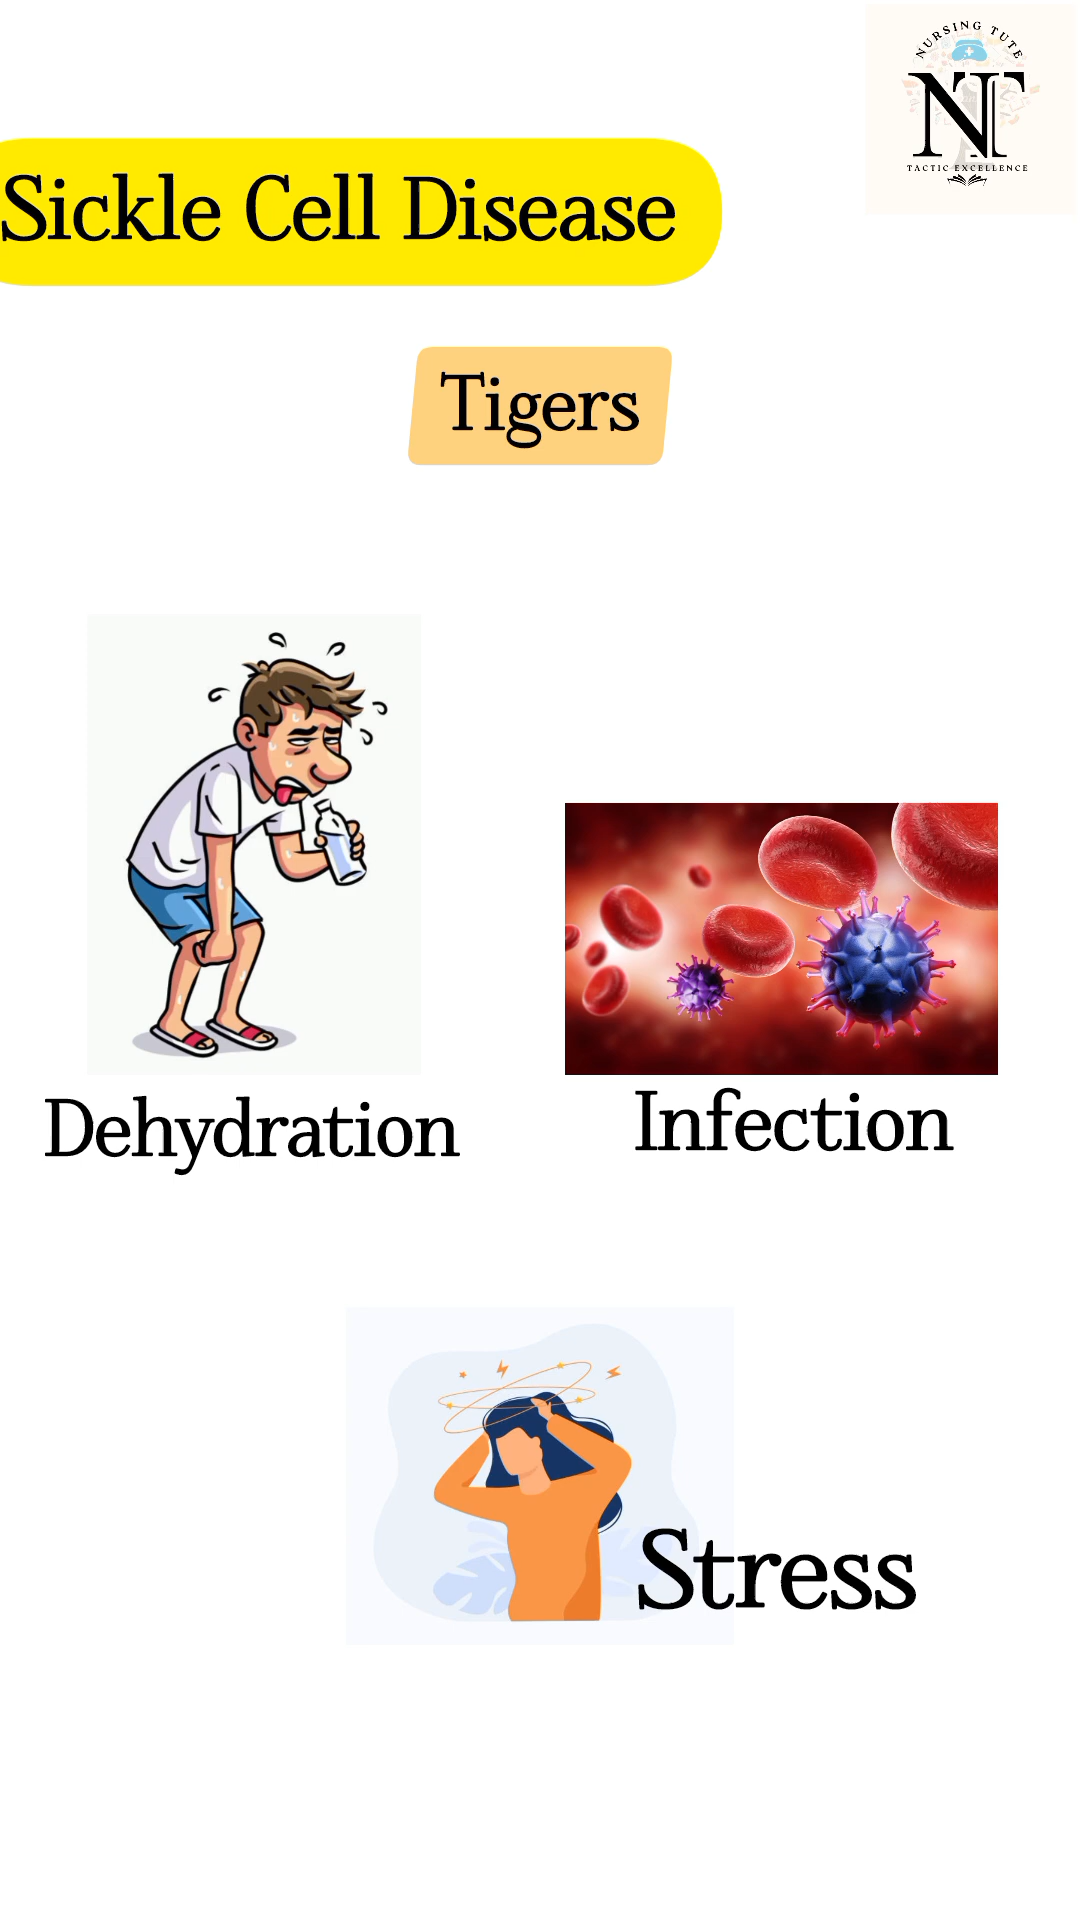 NURSING TUTE
NT
TACTIC EXCELLENCE
Sickle Cell Disease
Tigers
Dehydration
Infection
Stress